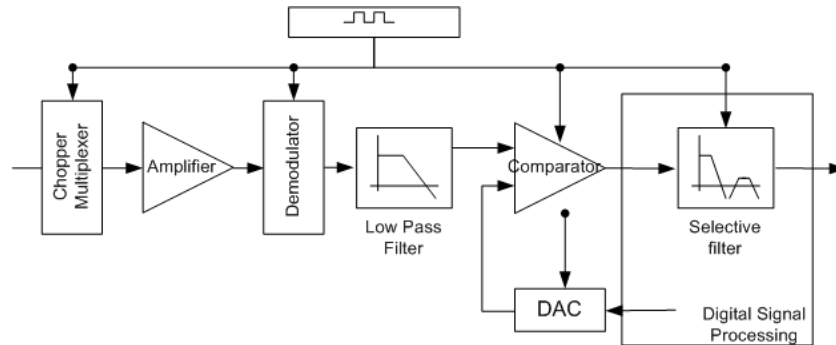 Chopper
Multiplexer
Amplifier
Demodulator
Low Pass
Filter
Comparator
Selective
filter
DAC
Digital Signal
Processing